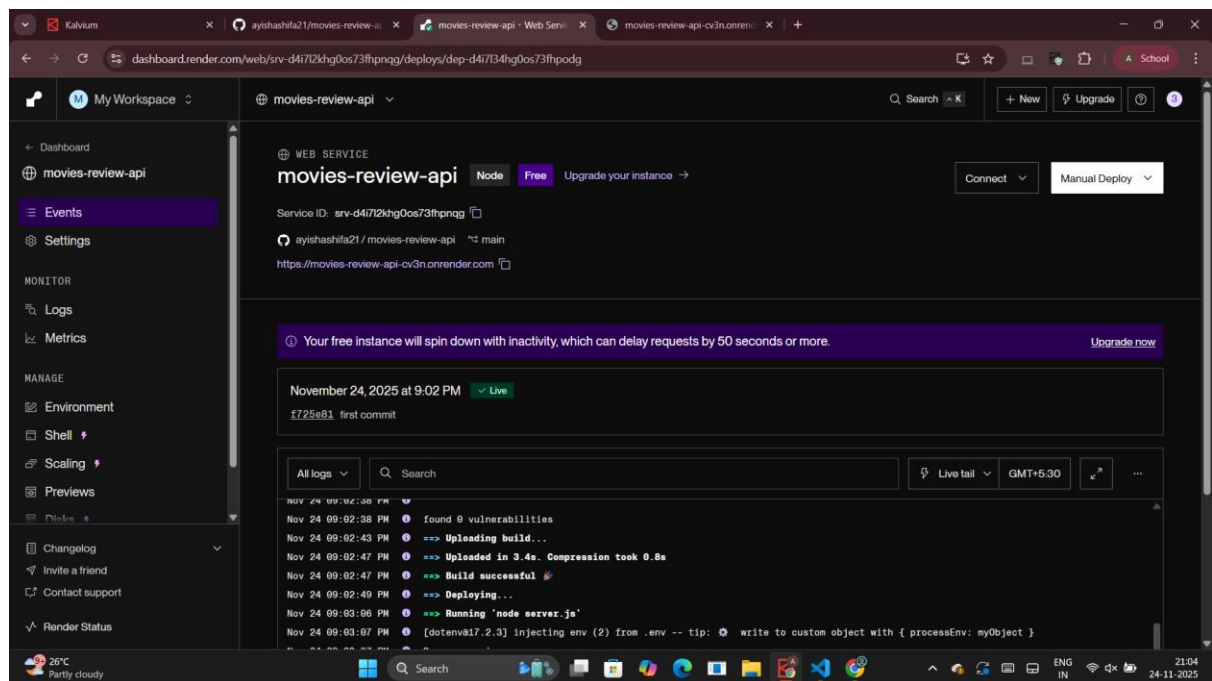 Kalvium
ayishashifa21/movies-review-a
movies-review-api · Web Servi
movies-review-api-cv3n.onrend
dashboard.render.com/web/srv-d4i7l2khg0os73fhpnqg/deploys/dep-d4i7l34hg0os73fhpodg
A School
M My Workspace
movies-review-api
Search ^ K
+ New
Upgrade
3
← Dashboard
movies-review-api
Events
Settings
MONITOR
Logs
Metrics
MANAGE
Environment
Shell
Scaling
Previews
Disks
Changelog
Invite a friend
Contact support
Render Status
WEB SERVICE
movies-review-api Node Free Upgrade your instance →
Connect
Manual Deploy
Service ID: srv-d4i7l2khg0os73fhpnqg
ayishashifa21 / movies-review-api main
https://movies-review-api-cv3n.onrender.com
Your free instance will spin down with inactivity, which can delay requests by 50 seconds or more. Upgrade now
November 24, 2025 at 9:02 PM ✓ Live
f725e81 first commit
All logs
Search
Live tail
GMT+5:30
...
Nov 24 09:02:38 PM
Nov 24 09:02:38 PM found 0 vulnerabilities
Nov 24 09:02:43 PM ==> Uploading build...
Nov 24 09:02:47 PM ==> Uploaded in 3.4s. Compression took 0.8s
Nov 24 09:02:47 PM ==> Build successful 🎉
Nov 24 09:02:49 PM ==> Deploying...
Nov 24 09:03:06 PM ==> Running 'node server.js'
Nov 24 09:03:07 PM [dotenv@17.2.3] injecting env (2) from .env -- tip: ⚙ write to custom object with { processEnv: myObject }
26°C
Partly cloudy
Search
ENG
IN
21:04
24-11-2025